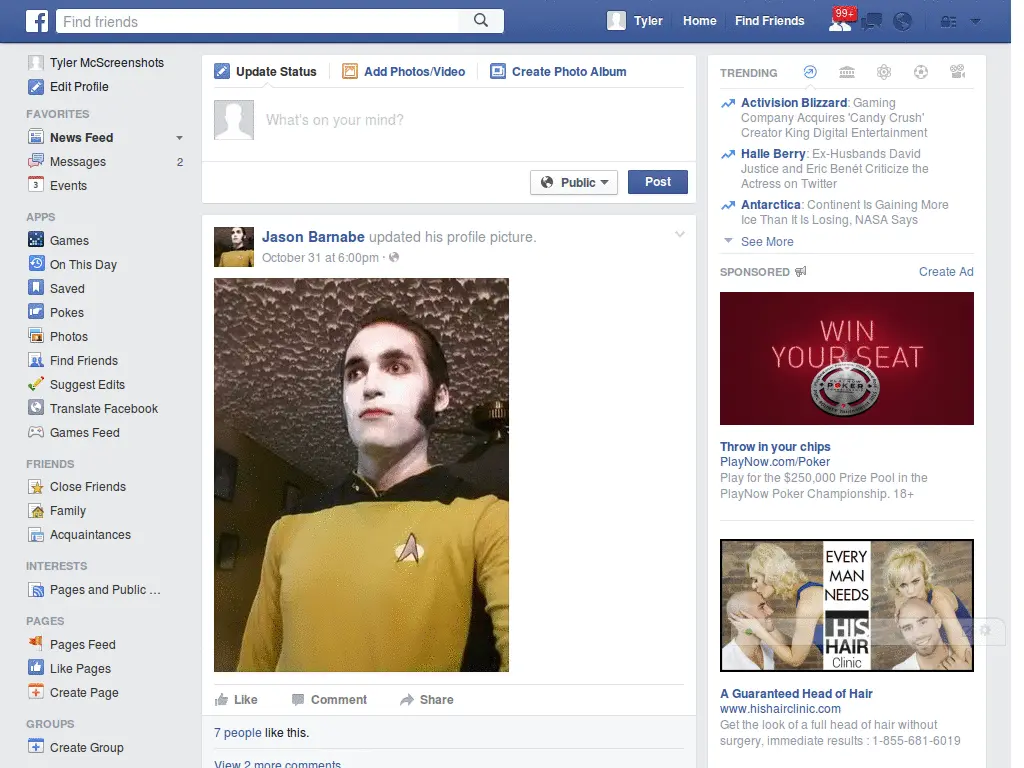 Find friends
Tyler
Home
Find Friends
99+
Tyler McScreenshots
Edit Profile
FAVORITES
News Feed
Messages
2
3
Events
APPS
Games
On This Day
Saved
Pokes
Photos
Find Friends
Suggest Edits
Translate Facebook
Games Feed
FRIENDS
Close Friends
Family
Acquaintances
INTERESTS
Pages and Public ...
PAGES
Pages Feed
Like Pages
Create Page
GROUPS
Create Group
Update Status
Add Photos/Video
Create Photo Album
What's on your mind?
Public
Post
Jason Barnabe updated his profile picture.
October 31 at 6:00pm ·
Like
Comment
Share
7 people like this.
View 2 more comments
TRENDING
Activision Blizzard: Gaming
Company Acquires 'Candy Crush'
Creator King Digital Entertainment
Halle Berry: Ex-Husbands David
Justice and Eric Benét Criticize the
Actress on Twitter
Antarctica: Continent Is Gaining More
Ice Than It Is Losing, NASA Says
See More
SPONSORED
Create Ad
WIN
YOUR SEAT
POKER
Throw in your chips
PlayNow.com/Poker
Play for the $250,000 Prize Pool in the
PlayNow Poker Championship. 18+
EVERY
MAN
NEEDS
HIS
HAIR
Clinic
A Guaranteed Head of Hair
www.hishairclinic.com
Get the look of a full head of hair without
surgery, immediate results : 1-855-681-6019